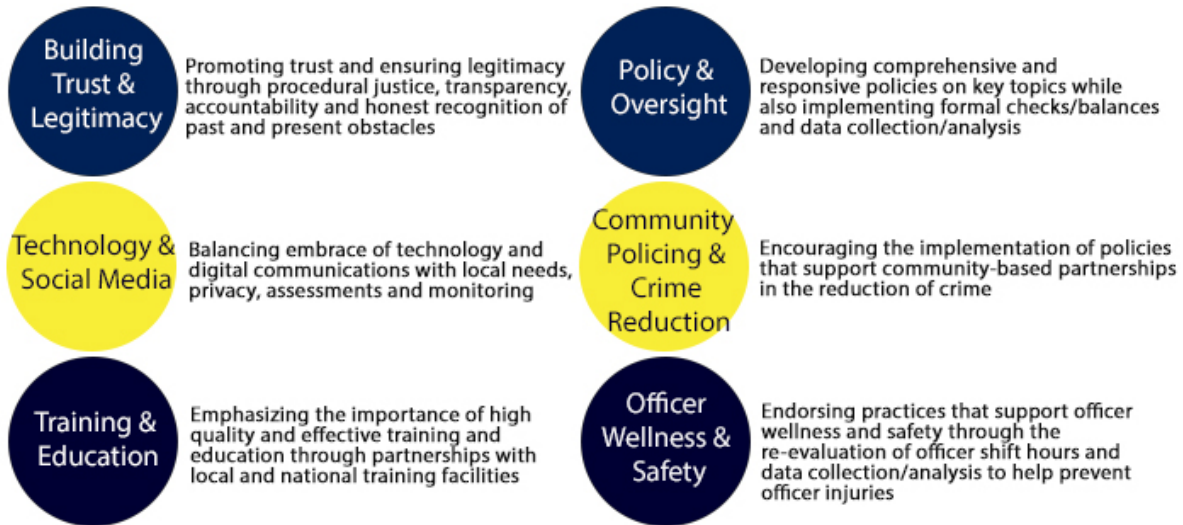 Building
Trust &
Legitimacy
Promoting trust and ensuring legitimacy
through procedural justice, transparency,
accountability and honest recognition of
past and present obstacles
Policy &
Oversight
Developing comprehensive and
responsive policies on key topics while
also implementing formal checks/balances
and data collection/analysis
Technology &
Social Media
Balancing embrace of technology and
digital communications with local needs,
privacy, assessments and monitoring
Community
Policing &
Crime
Reduction
Encouraging the implementation of policies
that support community-based partnerships
in the reduction of crime
Training &
Education
Emphasizing the importance of high
quality and effective training and
education through partnerships with
local and national training facilities
Officer
Wellness &
Safety
Endorsing practices that support officer
wellness and safety through the
re-evaluation of officer shift hours and
data collection/analysis to help prevent
officer injuries